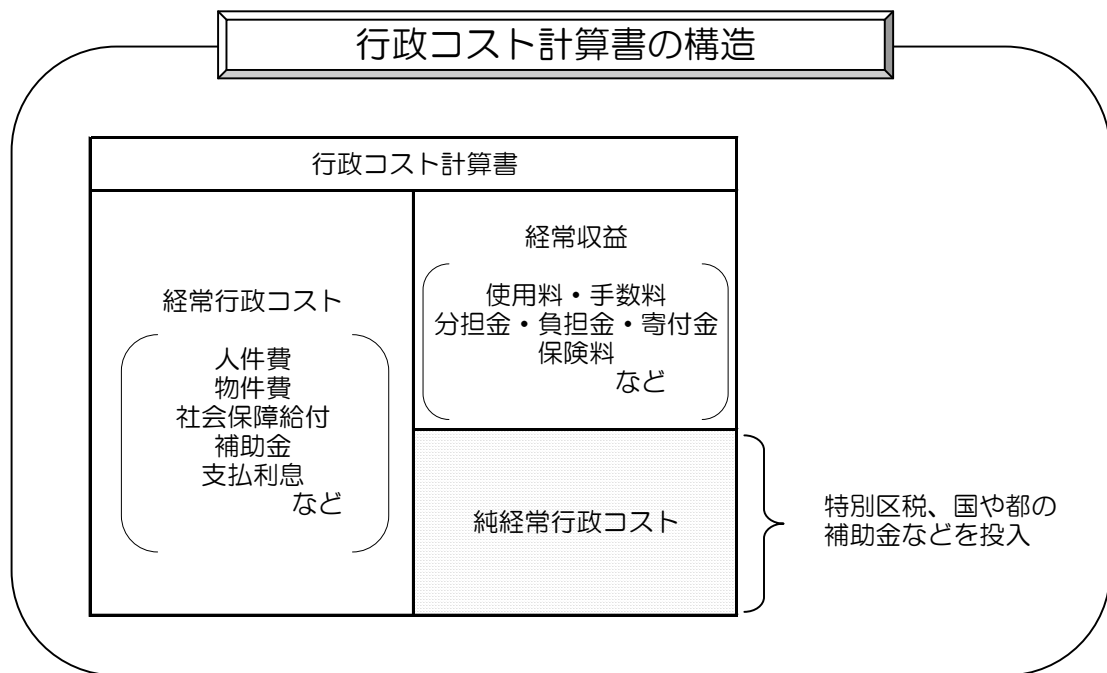 行政コスト計算書の構造
行政コスト計算書
経常行政コスト
人件費
物件費
社会保障給付
補助金
支払利息
など
経常収益
使用料・手数料
分担金・負担金・寄付金
保険料
など
純経常行政コスト
特別区税、国や都の
補助金などを投入